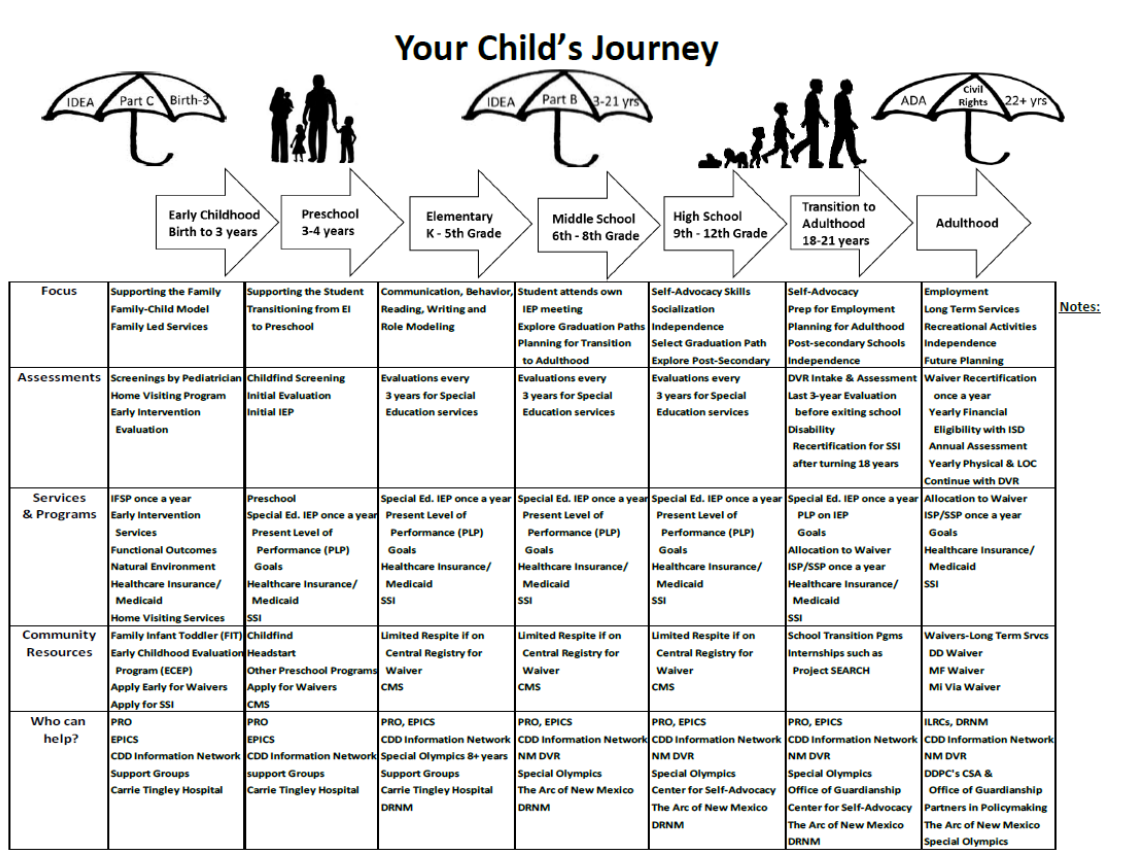 Your Child's Journey
IDEA
Part C
Birth-3
IDEA
Part B
3-21 yrs
ADA
Civil
Rights
22+ yrs
Early Childhood
Birth to 3 years
Preschool
3-4 years
Elementary
K - 5th Grade
Middle School
6th - 8th Grade
High School
9th - 12th Grade
Transition to
Adulthood
18-21 years
Adulthood
Notes:
Focus
Supporting the Family
Family-Child Model
Family Led Services
Supporting the Student
Transitioning from EI
to Preschool
Communication, Behavior,
Reading, Writing and
Role Modeling
Student attends own
IEP meeting
Explore Graduation Paths
Planning for Transition
to Adulthood
Self-Advocacy Skills
Socialization
Independence
Select Graduation Path
Explore Post-Secondary
Self-Advocacy
Prep for Employment
Planning for Adulthood
Post-secondary Schools
Independence
Employment
Long Term Services
Recreational Activities
Independence
Future Planning
Assessments
Screenings by Pediatrician
Home Visiting Program
Early Intervention
Evaluation
Childfind Screening
Initial Evaluation
Initial IEP
Evaluations every
3 years for Special
Education services
Evaluations every
3 years for Special
Education services
Evaluations every
3 years for Special
Education services
DVR Intake & Assessment
Last 3-year Evaluation
before exiting school
Disability
Recertification for SSI
after turning 18 years
Waiver Recertification
once a year
Yearly Financial
Eligibility with ISD
Annual Assessment
Yearly Physical & LOC
Continue with DVR
Services
& Programs
IFSP once a year
Early Intervention
Services
Functional Outcomes
Natural Environment
Healthcare Insurance/
Medicaid
Home Visiting Services
Preschool
Special Ed. IEP once a year
Present Level of
Performance (PLP)
Goals
Healthcare Insurance/
Medicaid
SSI
Special Ed. IEP once a year
Present Level of
Performance (PLP)
Goals
Healthcare Insurance/
Medicaid
SSI
Special Ed. IEP once a year
Present Level of
Performance (PLP)
Goals
Healthcare Insurance/
Medicaid
SSI
Special Ed. IEP once a year
Present Level of
Performance (PLP)
Goals
Healthcare Insurance/
Medicaid
SSI
Special Ed. IEP once a year
PLP on IEP
Goals
Allocation to Waiver
ISP/SSP once a year
Healthcare Insurance/
Medicaid
SSI
Allocation to Waiver
ISP/SSP once a year
Goals
Healthcare Insurance/
Medicaid
SSI
Community
Resources
Family Infant Toddler (FIT)
Early Childhood Evaluation
Program (ECEP)
Apply Early for Waivers
Apply for SSI
Childfind
Headstart
Other Preschool Programs
Apply for Waivers
CMS
Limited Respite if on
Central Registry for
Waiver
CMS
Limited Respite if on
Central Registry for
Waiver
CMS
Limited Respite if on
Central Registry for
Waiver
CMS
School Transition Pgms
Internships such as
Project SEARCH
Waivers-Long Term Srvcs
DD Waiver
MF Waiver
Mi Via Waiver
Who can
help?
PRO
EPICS
CDD Information Network
Support Groups
Carrie Tingley Hospital
PRO
EPICS
CDD Information Network
support Groups
Carrie Tingley Hospital
PRO, EPICS
CDD Information Network
Special Olympics 8+ years
Support Groups
Carrie Tingley Hospital
DRNM
PRO, EPICS
CDD Information Network
NM DVR
Special Olympics
The Arc of New Mexico
DRNM
PRO, EPICS
CDD Information Network
NM DVR
Special Olympics
Center for Self-Advocacy
The Arc of New Mexico
DRNM
PRO, EPICS
CDD Information Network
NM DVR
Special Olympics
Office of Guardianship
Center for Self-Advocacy
The Arc of New Mexico
DRNM
ILRCs, DRNM
CDD Information Network
NM DVR
DDPC's CSA &
Office of Guardianship
Partners in Policymaking
The Arc of New Mexico
Special Olympics